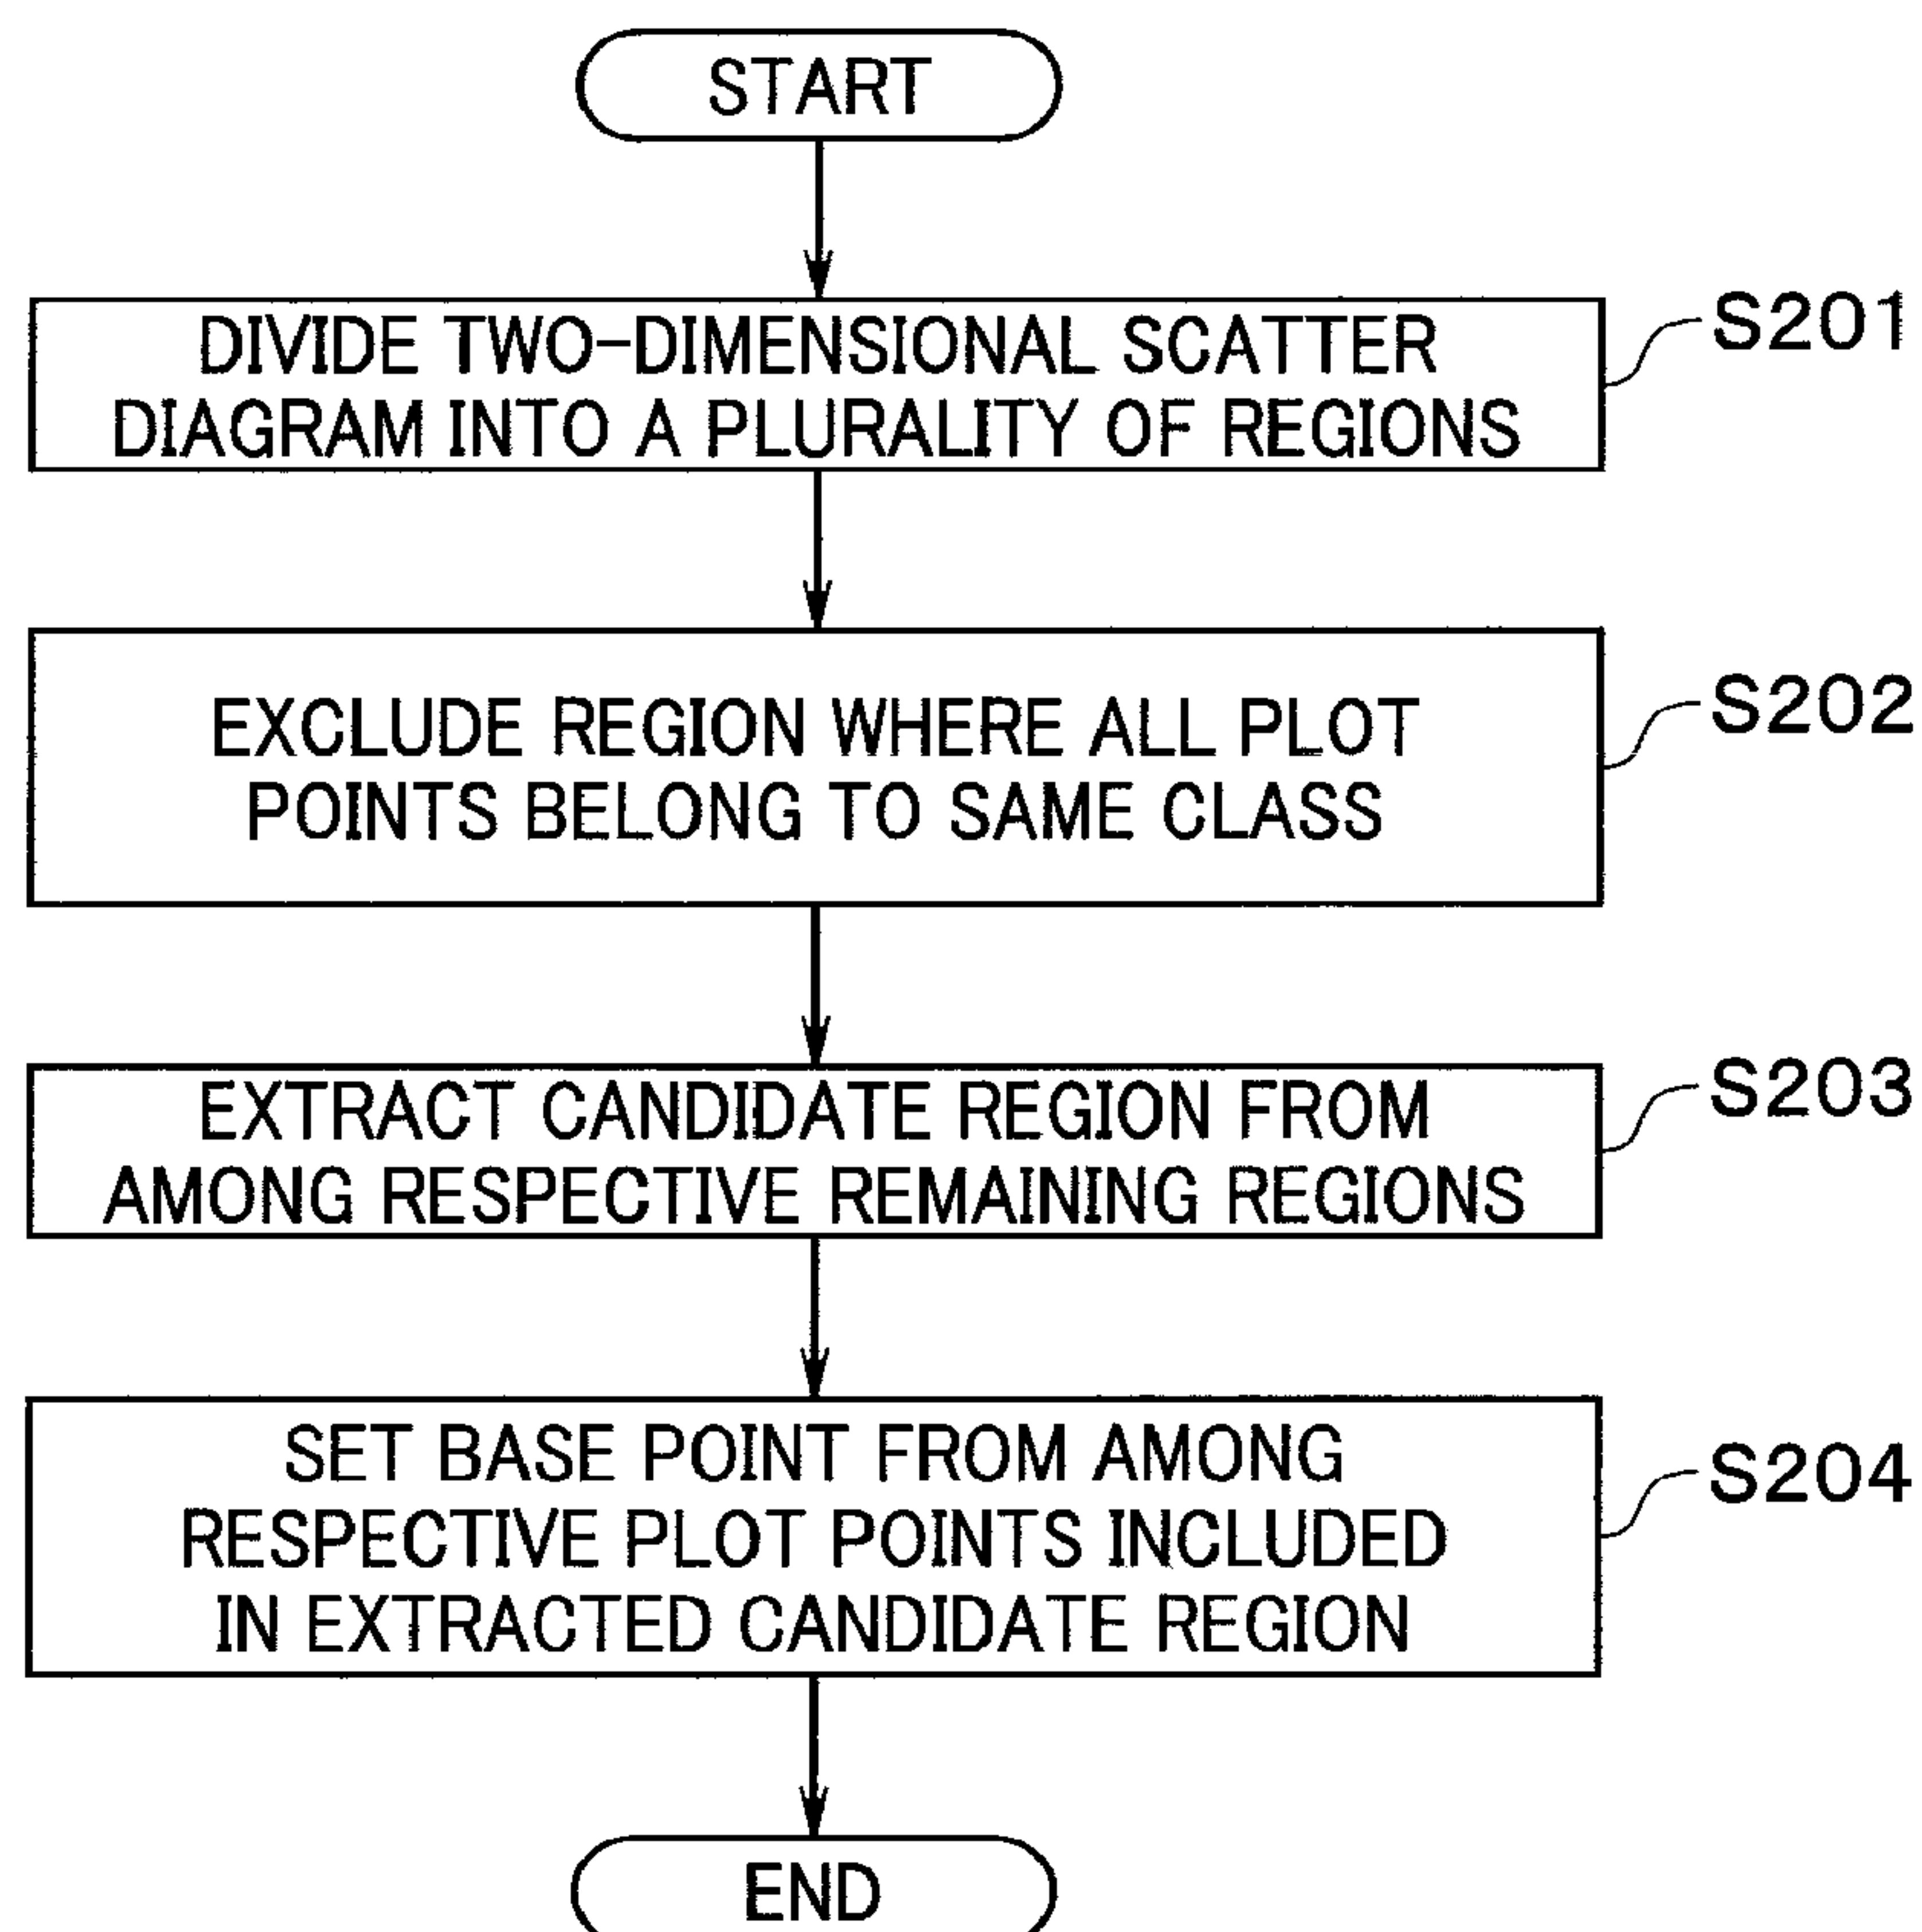 START
DIVIDE TWO-DIMENSIONAL SCATTER
DIAGRAM INTO A PLURALITY OF REGIONS
S201
EXCLUDE REGION WHERE ALL PLOT
POINTS BELONG TO SAME CLASS
S202
EXTRACT CANDIDATE REGION FROM
AMONG RESPECTIVE REMAINING REGIONS
S203
SET BASE POINT FROM AMONG
RESPECTIVE PLOT POINTS INCLUDED
IN EXTRACTED CANDIDATE REGION
S204
END